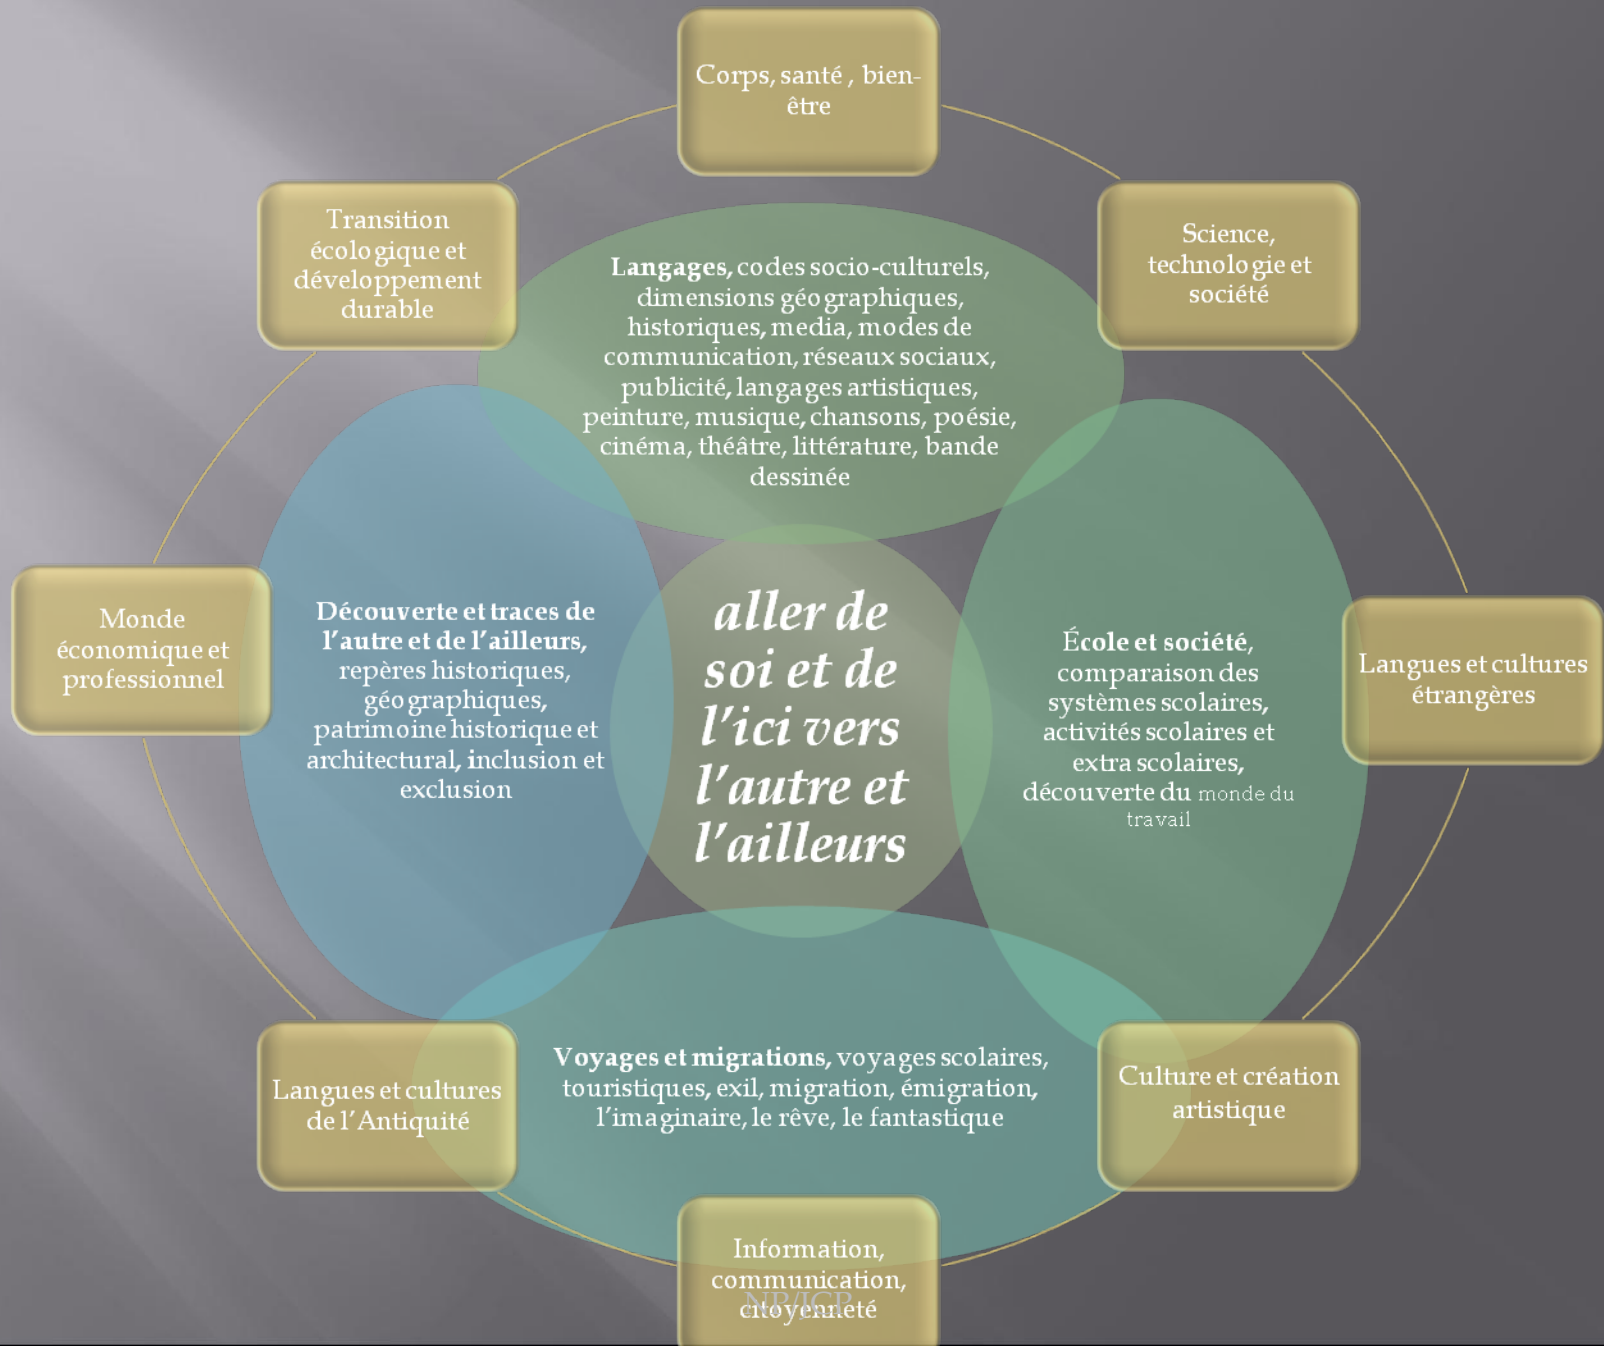 Corps, santé , bien-
être
Transition
écologique et
développement
durable
Science,
technologie et
société
Langages, codes socio-culturels,
dimensions géographiques,
historiques, media, modes de
communication, réseaux sociaux,
publicité, langages artistiques,
peinture, musique, chansons, poésie,
cinéma, théâtre, littérature, bande
dessinée
Monde
économique et
professionnel
Découverte et traces de
l'autre et de l'ailleurs,
repères historiques,
géographiques,
patrimoine historique et
architectural, inclusion et
exclusion
aller de
soi et de
l'ici vers
l'autre et
l'ailleurs
École et société,
comparaison des
systèmes scolaires,
activités scolaires et
extra scolaires,
découverte du monde du
travail
Langues et cultures
étrangères
Langues et cultures
de l'Antiquité
Voyages et migrations, voyages scolaires,
touristiques, exil, migration, émigration,
l'imaginaire, le rêve, le fantastique
Culture et création
artistique
Information,
communication,
citoyenneté
NP/JCP